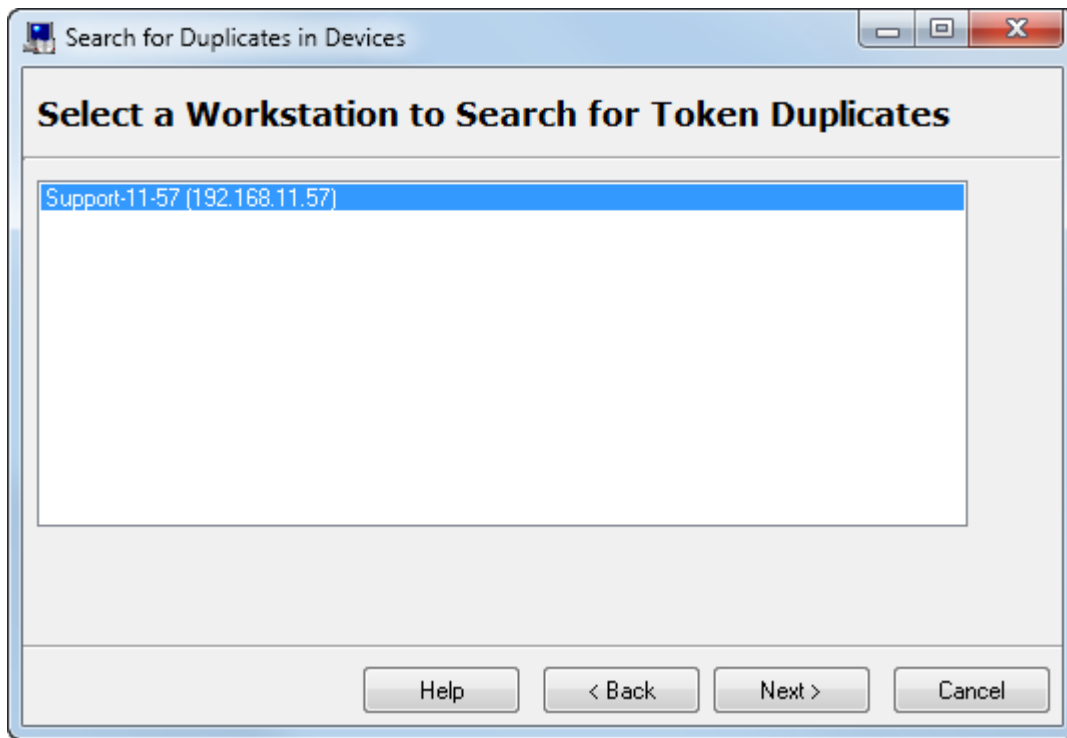 Search for Duplicates in Devices
Select a Workstation to Search for Token Duplicates
Support-11-57 (192.168.11.57)
Help
< Back
Next >
Cancel